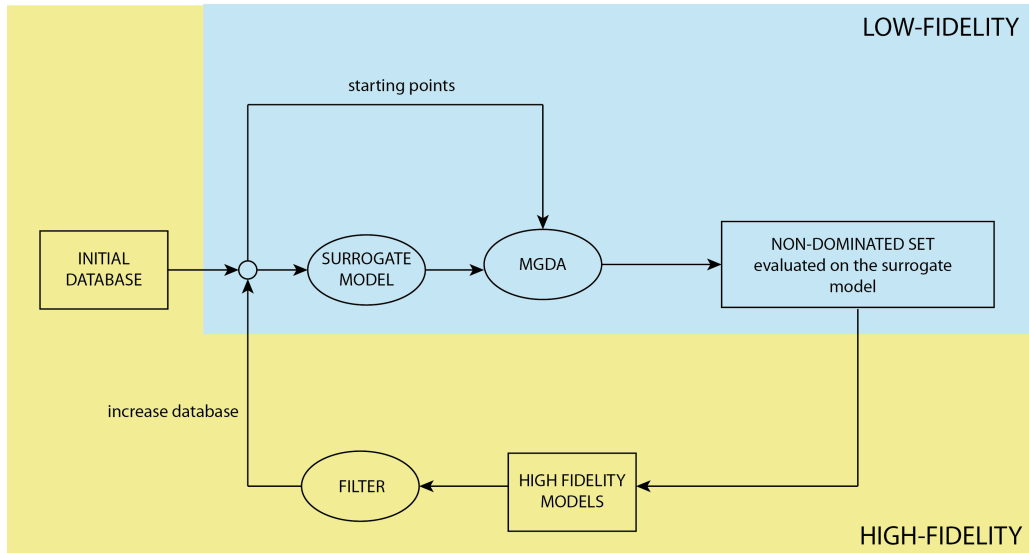 LOW-FIDELITY
starting points
INITIAL
DATABASE
SURROGATE
MODEL
MGDA
NON-DOMINATED SET
evaluated on the surrogate
model
increase database
FILTER
HIGH FIDELITY
MODELS
HIGH-FIDELITY